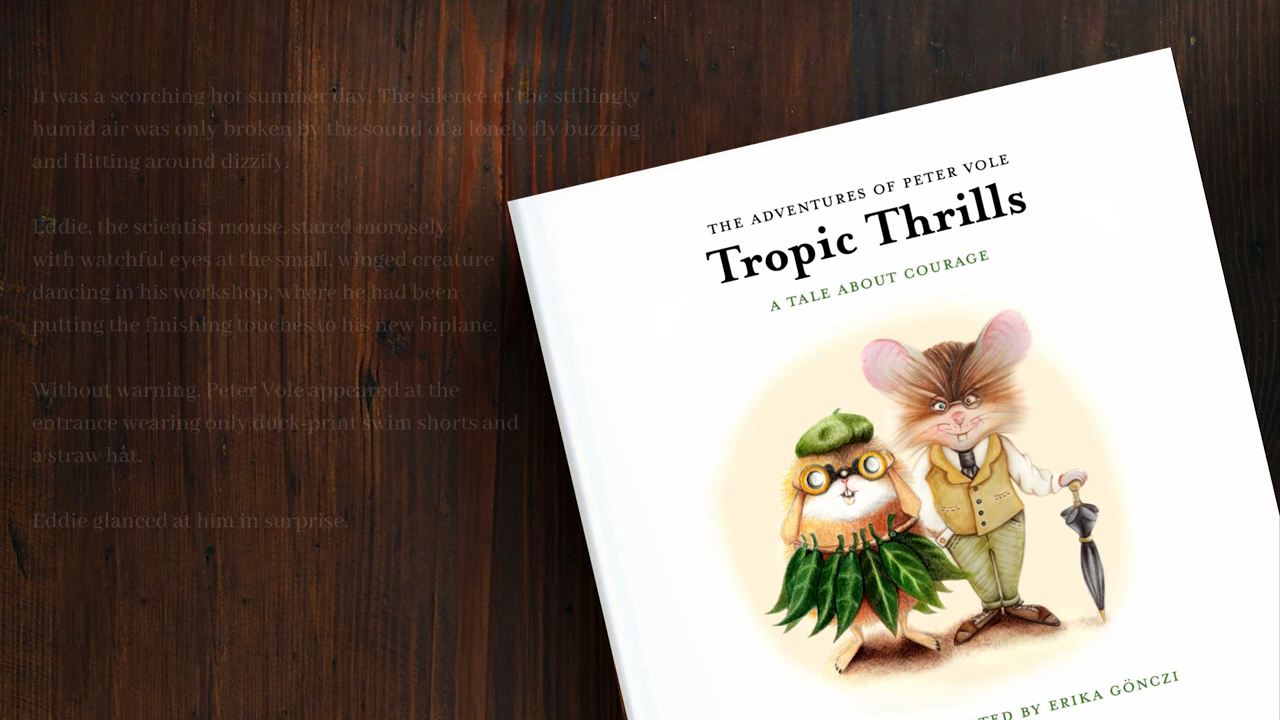 It was a scorching hot summer day. The silence of the stiflingly
humid air was only broken by the sound of a lonely fly buzzing
and flitting around dizzily.
Eddie, the scientist mouse, stared morosely
with watchful eyes at the small, winged creature
dancing in his workshop, where he had been
putting the finishing touches to his new biplane.
Without warning, Peter Vole appeared at the
entrance wearing only duck-print swim shorts and
a straw hat.
Eddie glanced at him in surprise.
THE ADVENTURES OF PETER VOLE
Tropic Thrills
A TALE ABOUT COURAGE
BY ERIKA GÖNCZI